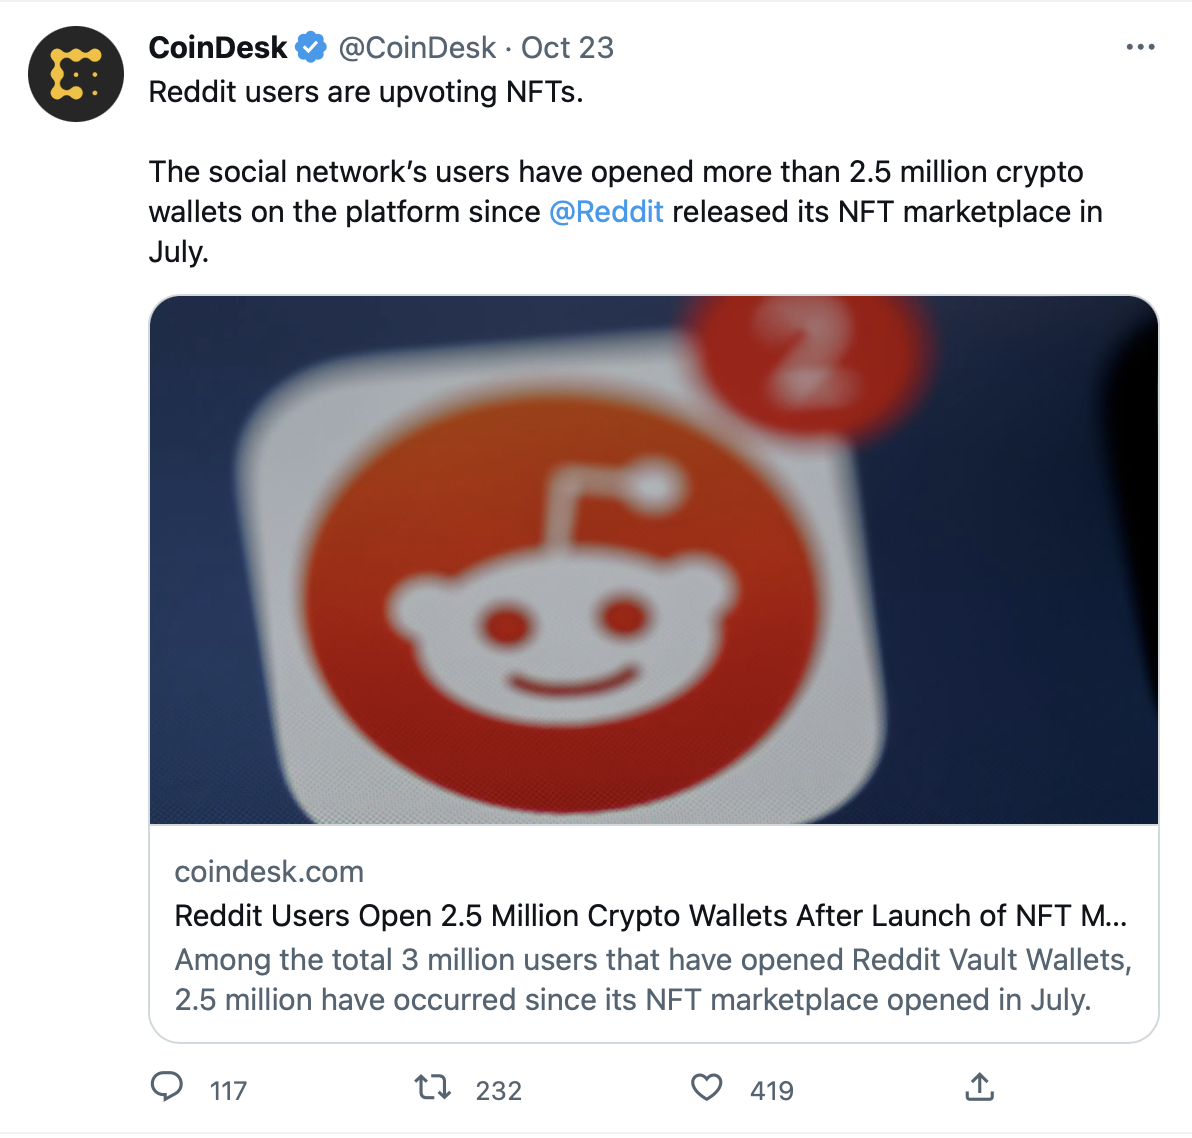 CoinDesk @CoinDesk · Oct 23
Reddit users are upvoting NFTs.
The social network’s users have opened more than 2.5 million crypto
wallets on the platform since @Reddit released its NFT marketplace in
July.
2
coindesk.com
Reddit Users Open 2.5 Million Crypto Wallets After Launch of NFT M...
Among the total 3 million users that have opened Reddit Vault Wallets,
2.5 million have occurred since its NFT marketplace opened in July.
117 232 419